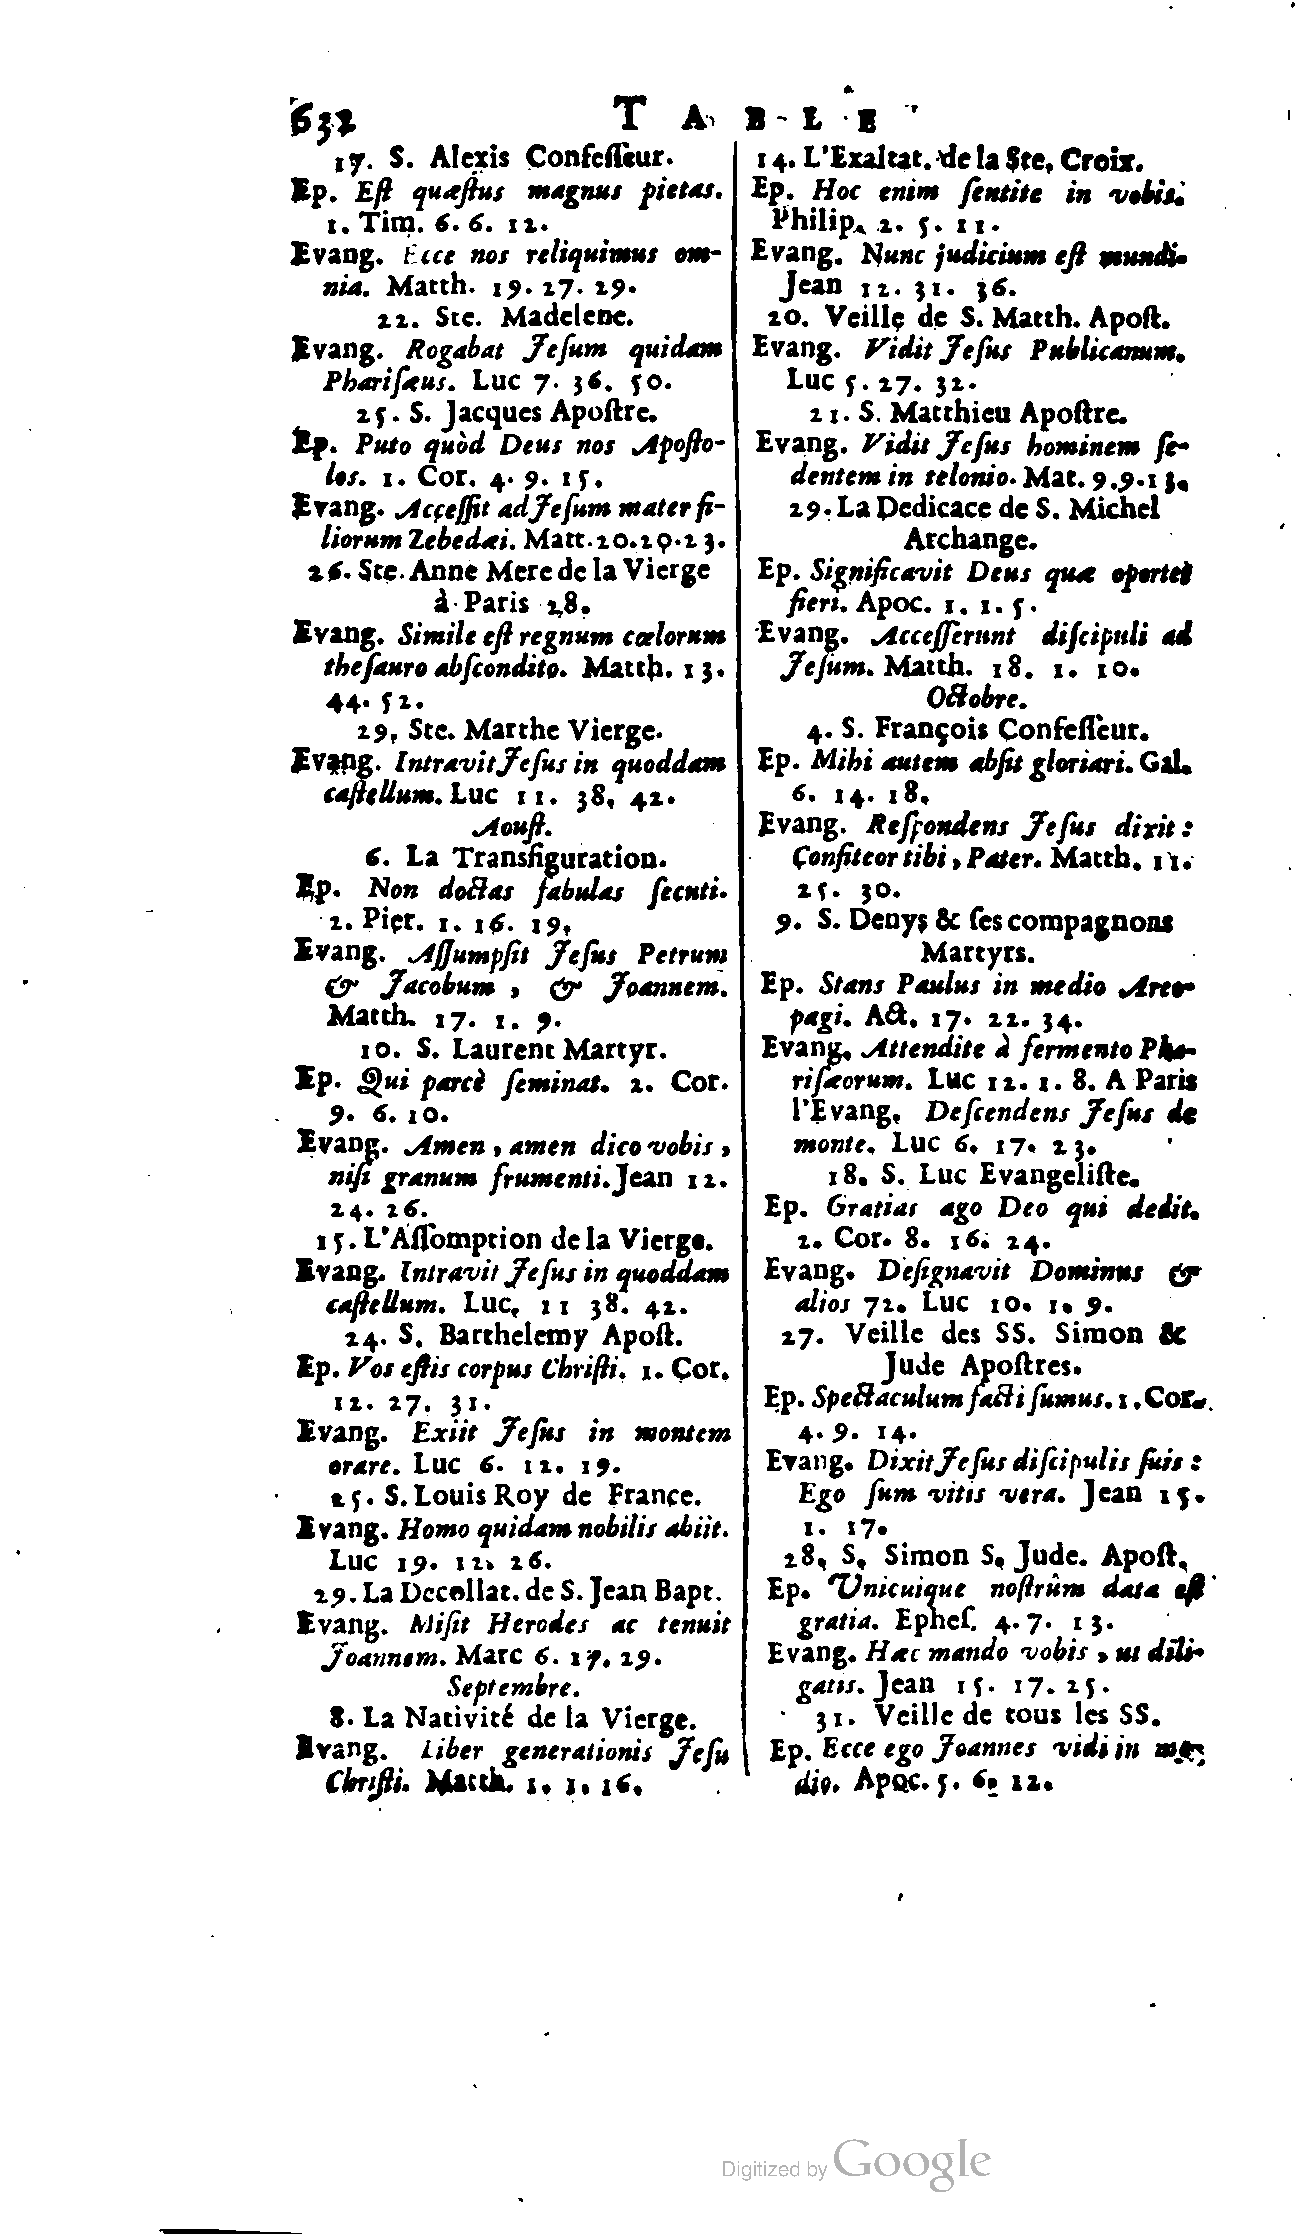 632 TABLE
17. S. Alexis Confeſſeur.
Ep. Eſt quæſtus magnus pietas.
1. Tim. 6. 6. 12.
Evang. Ecce nos reliquimus om-
nia. Matth. 19. 27. 29.
22. Ste. Madelene.
Evang. Rogabat Jeſum quidam
Phariſæus. Luc 7. 36. 50.
25. S. Jacques Apoſtre.
Ep. Puto quòd Deus nos Apoſto-
los. 1. Cor. 4. 9. 15.
Evang. Acceſſit ad Jeſum mater fi-
liorum Zebedæi. Matt. 20. 20. 23.
26. Ste. Anne Mere de la Vierge
à Paris 28.
Evang. Simile eſt regnum cœlorum
theſauro abſcondito. Matth. 13.
44. 52.
29. Ste. Marthe Vierge.
Evang. Intravit Jeſus in quoddam
caſtellum. Luc 11. 38. 42.
Aouſt.
6. La Transfiguration.
Ep. Non doctas fabulas ſecuti.
2. Pier. 1. 16. 19.
Evang. Aſſumpſit Jeſus Petrum
& Jacobum, & Joannem.
Matth. 17. 1. 9.
10. S. Laurent Martyr.
Ep. Qui parcè ſeminat. 2. Cor.
9. 6. 10.
Evang. Amen, amen dico vobis,
niſi granum frumenti. Jean 12.
24. 26.
15. L'Aſſomption de la Vierge.
Evang. Intravit Jeſus in quoddam
caſtellum. Luc, 11 38. 42.
24. S. Barthelemy Apoſt.
Ep. Vos eſtis corpus Chriſti. 1. Cor.
12. 27. 31.
Evang. Exiit Jeſus in montem
orare. Luc 6. 12. 19.
25. S. Louis Roy de France.
Evang. Homo quidam nobilis abiit.
Luc 19. 12. 26.
29. La Decollat. de S. Jean Bapt.
Evang. Miſit Herodes ac tenuit
Joannem. Marc 6. 17. 29.
Septembre.
8. La Nativité de la Vierge.
Evang. Liber generationis Jeſu
Chriſti. Matth. 1. 1. 16.
14. L'Exaltat. de la Ste. Croix.
Ep. Hoc enim ſentite in vobis.
Philip. 2. 5. 11.
Evang. Nunc judicium eſt mundi.
Jean 12. 31. 36.
20. Veille de S. Matth. Apoſt.
Evang. Vidit Jeſus Publicanum.
Luc 5. 27. 32.
21. S. Matthieu Apoſtre.
Evang. Vidit Jeſus hominem ſe-
dentem in telonio. Mat. 9. 9. 13.
29. La Dedicace de S. Michel
Archange.
Ep. Significavit Deus quæ oportet
fieri. Apoc. 1. 1. 5.
Evang. Acceſſerunt diſcipuli ad
Jeſum. Matth. 18. 1. 10.
Octobre.
4. S. François Confeſſeur.
Ep. Mihi autem abſit gloriari. Gal.
6. 14. 18.
Evang. Reſpondens Jeſus dixit:
Confiteor tibi, Pater. Matth. 11.
25. 30.
9. S. Denys & ſes compagnons
Martyrs.
Ep. Stans Paulus in medio Areo-
pagi. Act. 17. 22. 34.
Evang. Attendite à fermento Pha-
riſæorum. Luc 12. 1. 8. A Paris
l'Evang. Deſcendens Jeſus de
monte. Luc 6. 17. 23.
18. S. Luc Evangeliſte.
Ep. Gratias ago Deo qui dedit.
2. Cor. 8. 16. 24.
Evang. Deſignavit Dominus &
alios 72. Luc 10. 1. 9.
27. Veille des SS. Simon &
Jude Apoſtres.
Ep. Spectaculum facti ſumus. 1. Cor.
4. 9. 14.
Evang. Dixit Jeſus diſcipulis ſuis:
Ego ſum vitis vera. Jean 15.
1. 17.
28. S. Simon S. Jude. Apoſt.
Ep. Unicuique noſtrûm data eſt
gratia. Epheſ. 4. 7. 13.
Evang. Hæc mando vobis, ut dili-
gatis. Jean 15. 17. 25.
31. Veille de tous les SS.
Ep. Ecce ego Joannes vidi in me-
dio. Apoc. 5. 6. 12.
Digitized by Google